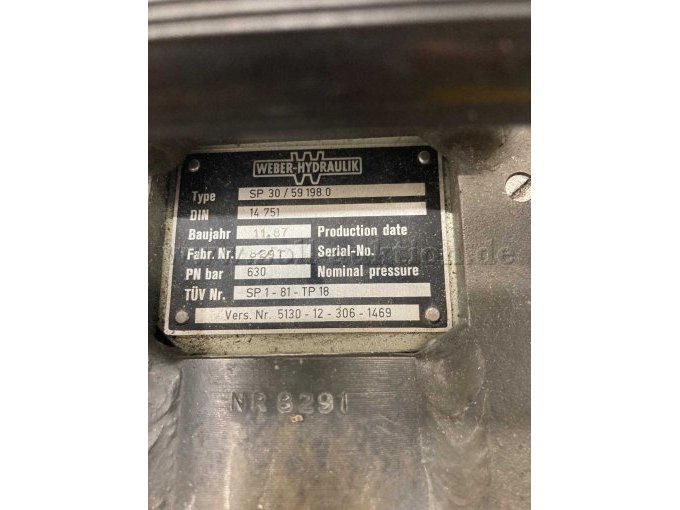 WEBER-HYDRAULIK
Type SP 30/59 198.0
DIN 14 751
Baujahr 11.87 Production date
Fabr. Nr. 8291 Serial-No.
PN bar 630 Nominal pressure
TÜV Nr. SP 1 - 81 - TP 18
Vers. Nr. 5130 - 12 - 306 - 1469
NR 8291